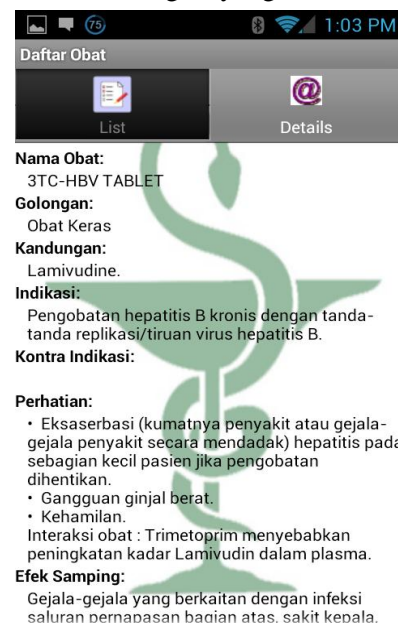 75
1:03 PM
Daftar Obat
List
Details
Nama Obat:
3TC-HBV TABLET
Golongan:
Obat Keras
Kandungan:
Lamivudine.
Indikasi:
Pengobatan hepatitis B kronis dengan tanda-
tanda replikasi/tiruan virus hepatitis B.
Kontra Indikasi:
Perhatian:
• Eksaserbasi (kumatnya penyakit atau gejala-
gejala penyakit secara mendadak) hepatitis pada
sebagian kecil pasien jika pengobatan
dihentikan.
• Gangguan ginjal berat.
• Kehamilan.
Interaksi obat : Trimetoprim menyebabkan
peningkatan kadar Lamivudin dalam plasma.
Efek Samping:
Gejala-gejala yang berkaitan dengan infeksi
saluran pernapasan bagian atas, sakit kepala,